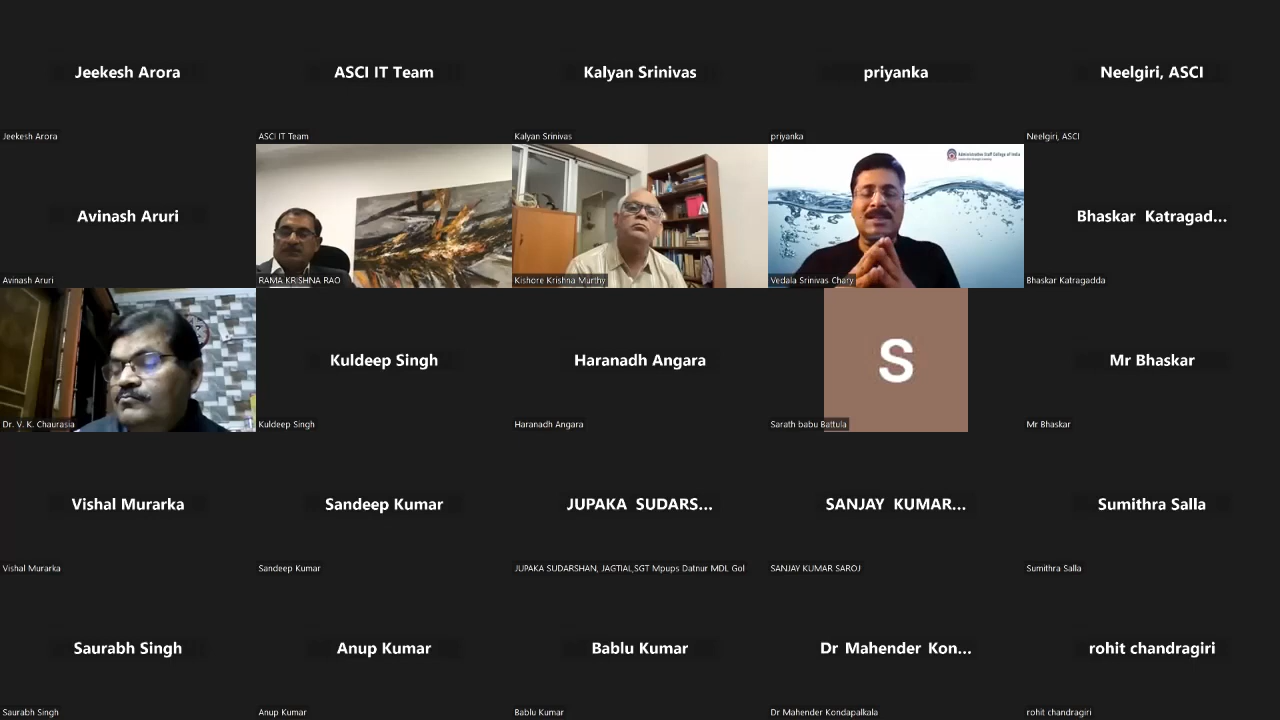 Jeekesh Arora
ASCI IT Team
Kalyan Srinivas
priyanka
Neelgiri, ASCI
Jeekesh Arora
ASCI IT Team
Kalyan Srinivas
priyanka
Neelgiri, ASCI
Administrative Staff College of India
Avinash Aruri
Bhaskar Katragad...
Avinash Aruri
RAMA KRISHNA RAO
Kishore Krishna Murthy
Vedala Srinivas Chary
Bhaskar Katragadda
Kuldeep Singh
Haranadh Angara
S
Mr Bhaskar
Dr. V. K. Chaurasia
Kuldeep Singh
Haranadh Angara
Sarath babu Battula
Mr Bhaskar
Vishal Murarka
Sandeep Kumar
JUPAKA SUDARS...
SANJAY KUMAR...
Sumithra Salla
Vishal Murarka
Sandeep Kumar
JUPAKA SUDARSHAN, JAGTIAL,SGT Mpups Datnur MDL Gol
SANJAY KUMAR SAROJ
Sumithra Salla
Saurabh Singh
Anup Kumar
Bablu Kumar
Dr Mahender Kon...
rohit chandragiri
Saurabh Singh
Anup Kumar
Bablu Kumar
Dr Mahender Kondapalkala
rohit chandragiri